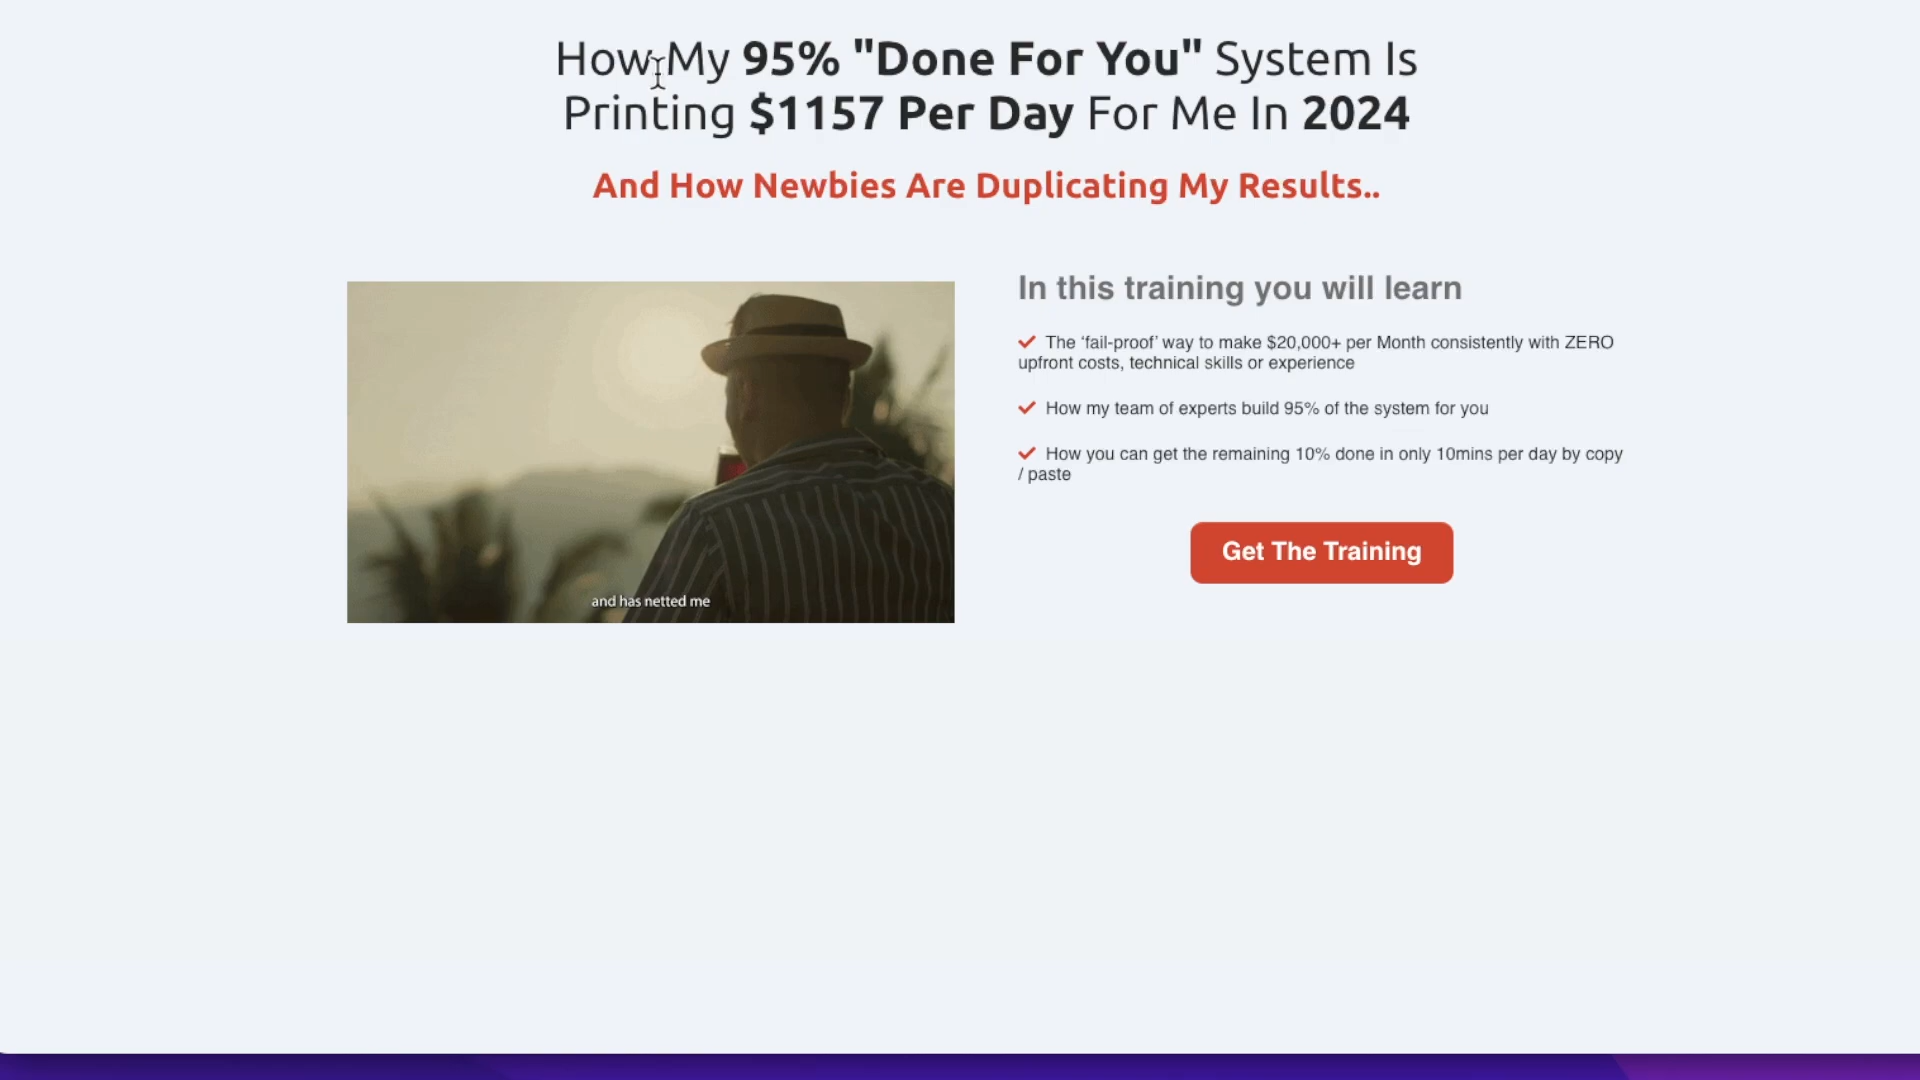 How My 95% "Done For You" System Is
Printing $1157 Per Day For Me In 2024
And How Newbies Are Duplicating My Results..
In this training you will learn
The ‘fail-proof’ way to make $20,000+ per Month consistently with ZERO
upfront costs, technical skills or experience
How my team of experts build 95% of the system for you
How you can get the remaining 10% done in only 10mins per day by copy
/ paste
Get The Training
and has netted me